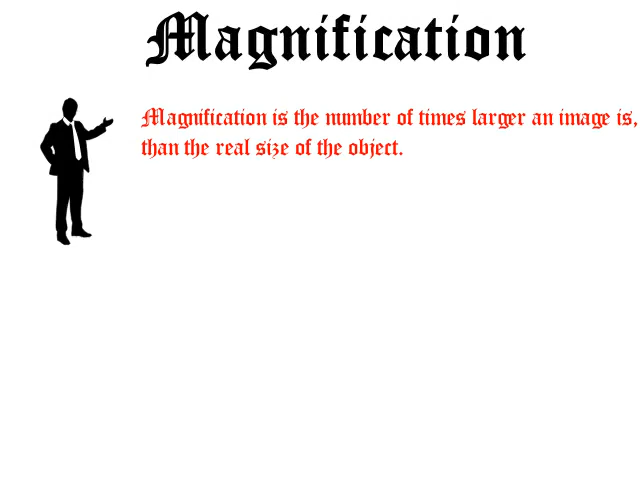 Magnification
Magnification is the number of times larger an image is,
than the real size of the object.